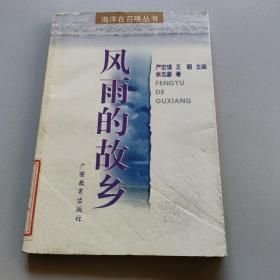 海洋在召唤丛书
风雨的故乡
严宏谟 王颖 主编
余志豪 著
FENGYU
DE
GUXIANG
广西教育出版社